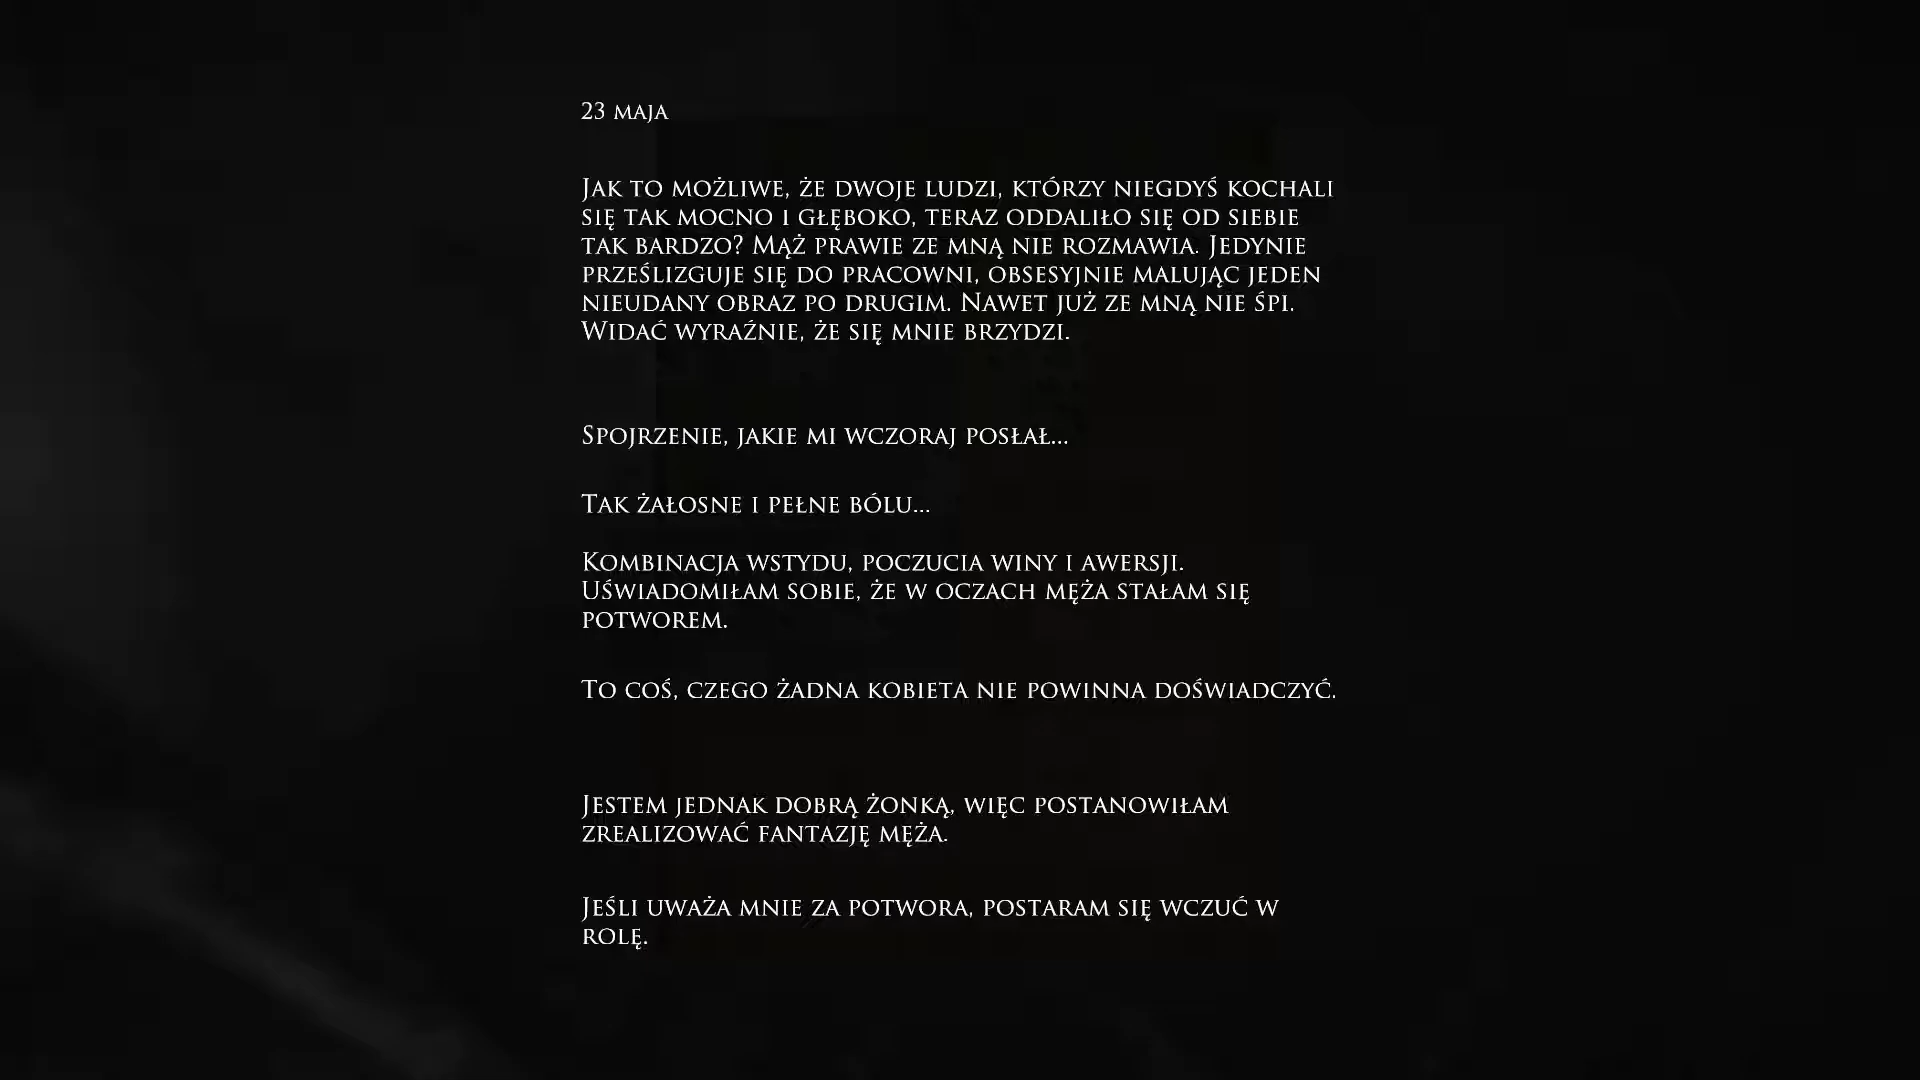 23 maja
Jak to możliwe, że dwoje ludzi, którzy niegdyś kochali
się tak mocno i głęboko, teraz oddaliło się od siebie
tak bardzo? Mąż prawie ze mną nie rozmawia. Jedynie
prześlizguje się do pracowni, obsesyjnie malując jeden
nieudany obraz po drugim. Nawet już ze mną nie śpi.
Widać wyraźnie, że się mnie brzydzi.
Spojrzenie, jakie mi wczoraj posłał...
Tak żałosne i pełne bólu...
Kombinacja wstydu, poczucia winy i awersji.
Uświadomiłam sobie, że w oczach męża stałam się
potworem.
To coś, czego żadna kobieta nie powinna doświadczyć.
Jestem jednak dobrą żonką, więc postanowiłam
zrealizować fantazję męża.
Jeśli uważa mnie za potwora, postaram się wczuć w
rolę.